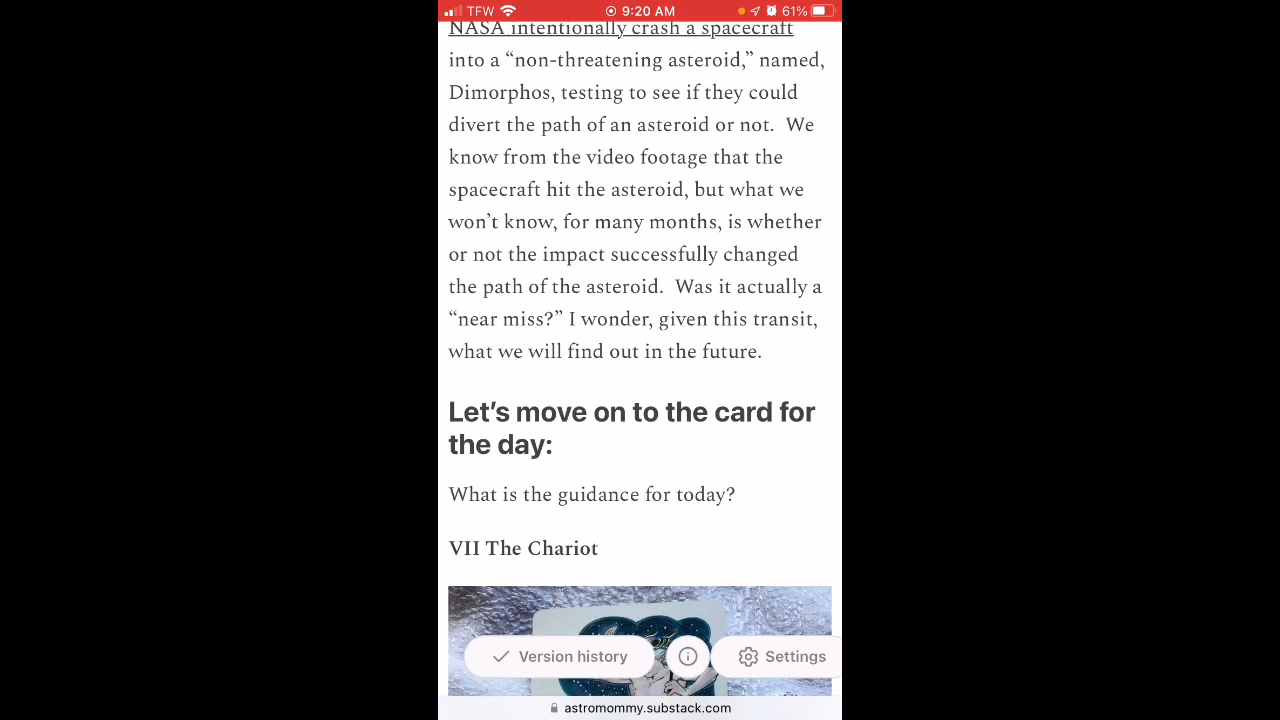 TFW 9:20 AM 61%
NASA intentionally crash a spacecraft
into a “non-threatening asteroid,” named,
Dimorphos, testing to see if they could
divert the path of an asteroid or not. We
know from the video footage that the
spacecraft hit the asteroid, but what we
won’t know, for many months, is whether
or not the impact successfully changed
the path of the asteroid. Was it actually a
“near miss?” I wonder, given this transit,
what we will find out in the future.
Let’s move on to the card for
the day:
What is the guidance for today?
VII The Chariot
Version history Settings
astromommy.substack.com